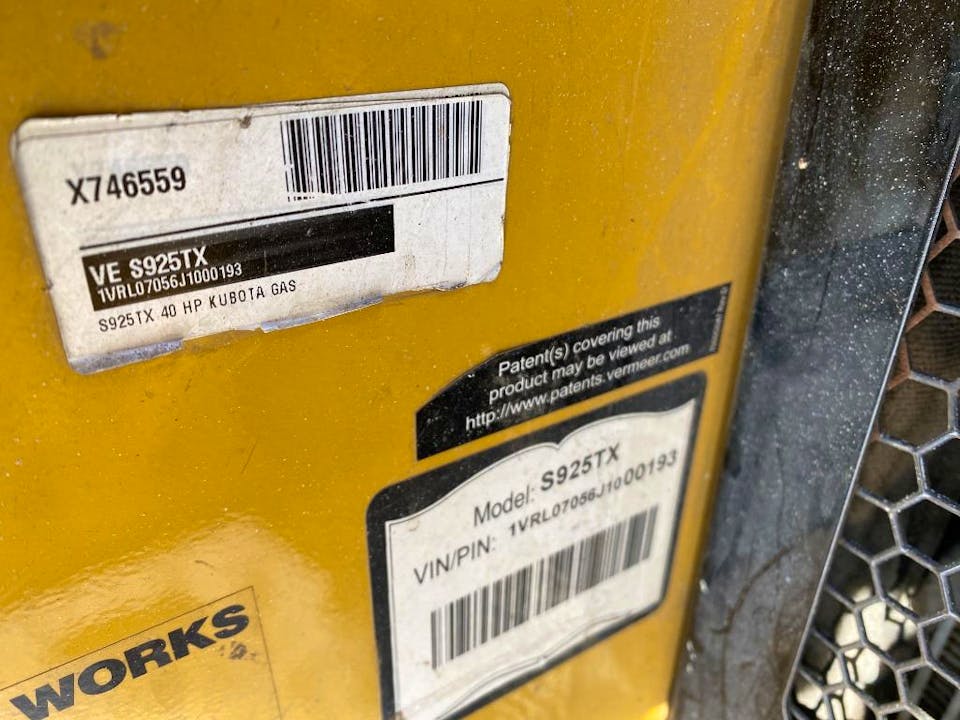 X746559
VE S925TX
1VRL07056J1000193
S925TX 40 HP KUBOTA GAS
Patent(s) covering this
product may be viewed at
http://www.patents.vermeer.com
Model: S925TX
VIN/PIN: 1VRL07056J1000193
WORKS